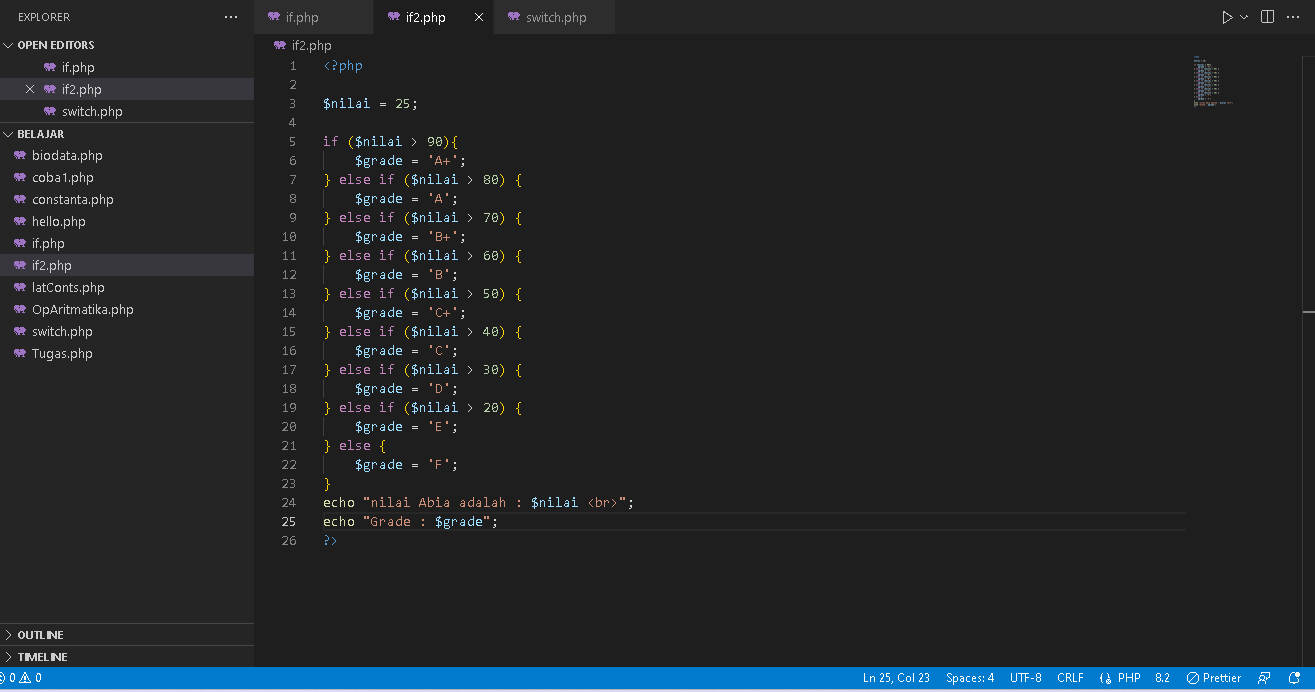 EXPLORER
OPEN EDITORS
if.php
if2.php
switch.php
BELAJAR
biodata.php
coba1.php
constanta.php
hello.php
if.php
if2.php
latConts.php
OpAritmatika.php
switch.php
Tugas.php
OUTLINE
TIMELINE
if.php if2.php switch.php
if2.php
1 <?php
2
3 $nilai = 25;
4
5 if ($nilai > 90){
6 $grade = 'A+';
7 } else if ($nilai > 80) {
8 $grade = 'A';
9 } else if ($nilai > 70) {
10 $grade = 'B+';
11 } else if ($nilai > 60) {
12 $grade = 'B';
13 } else if ($nilai > 50) {
14 $grade = 'C+';
15 } else if ($nilai > 40) {
16 $grade = 'C';
17 } else if ($nilai > 30) {
18 $grade = 'D';
19 } else if ($nilai > 20) {
20 $grade = 'E';
21 } else {
22 $grade = 'F';
23 }
24 echo "nilai Abia adalah : $nilai <br>";
25 echo "Grade : $grade";
26 ?>
0 0 Ln 25, Col 23 Spaces: 4 UTF-8 CRLF PHP 8.2 Prettier